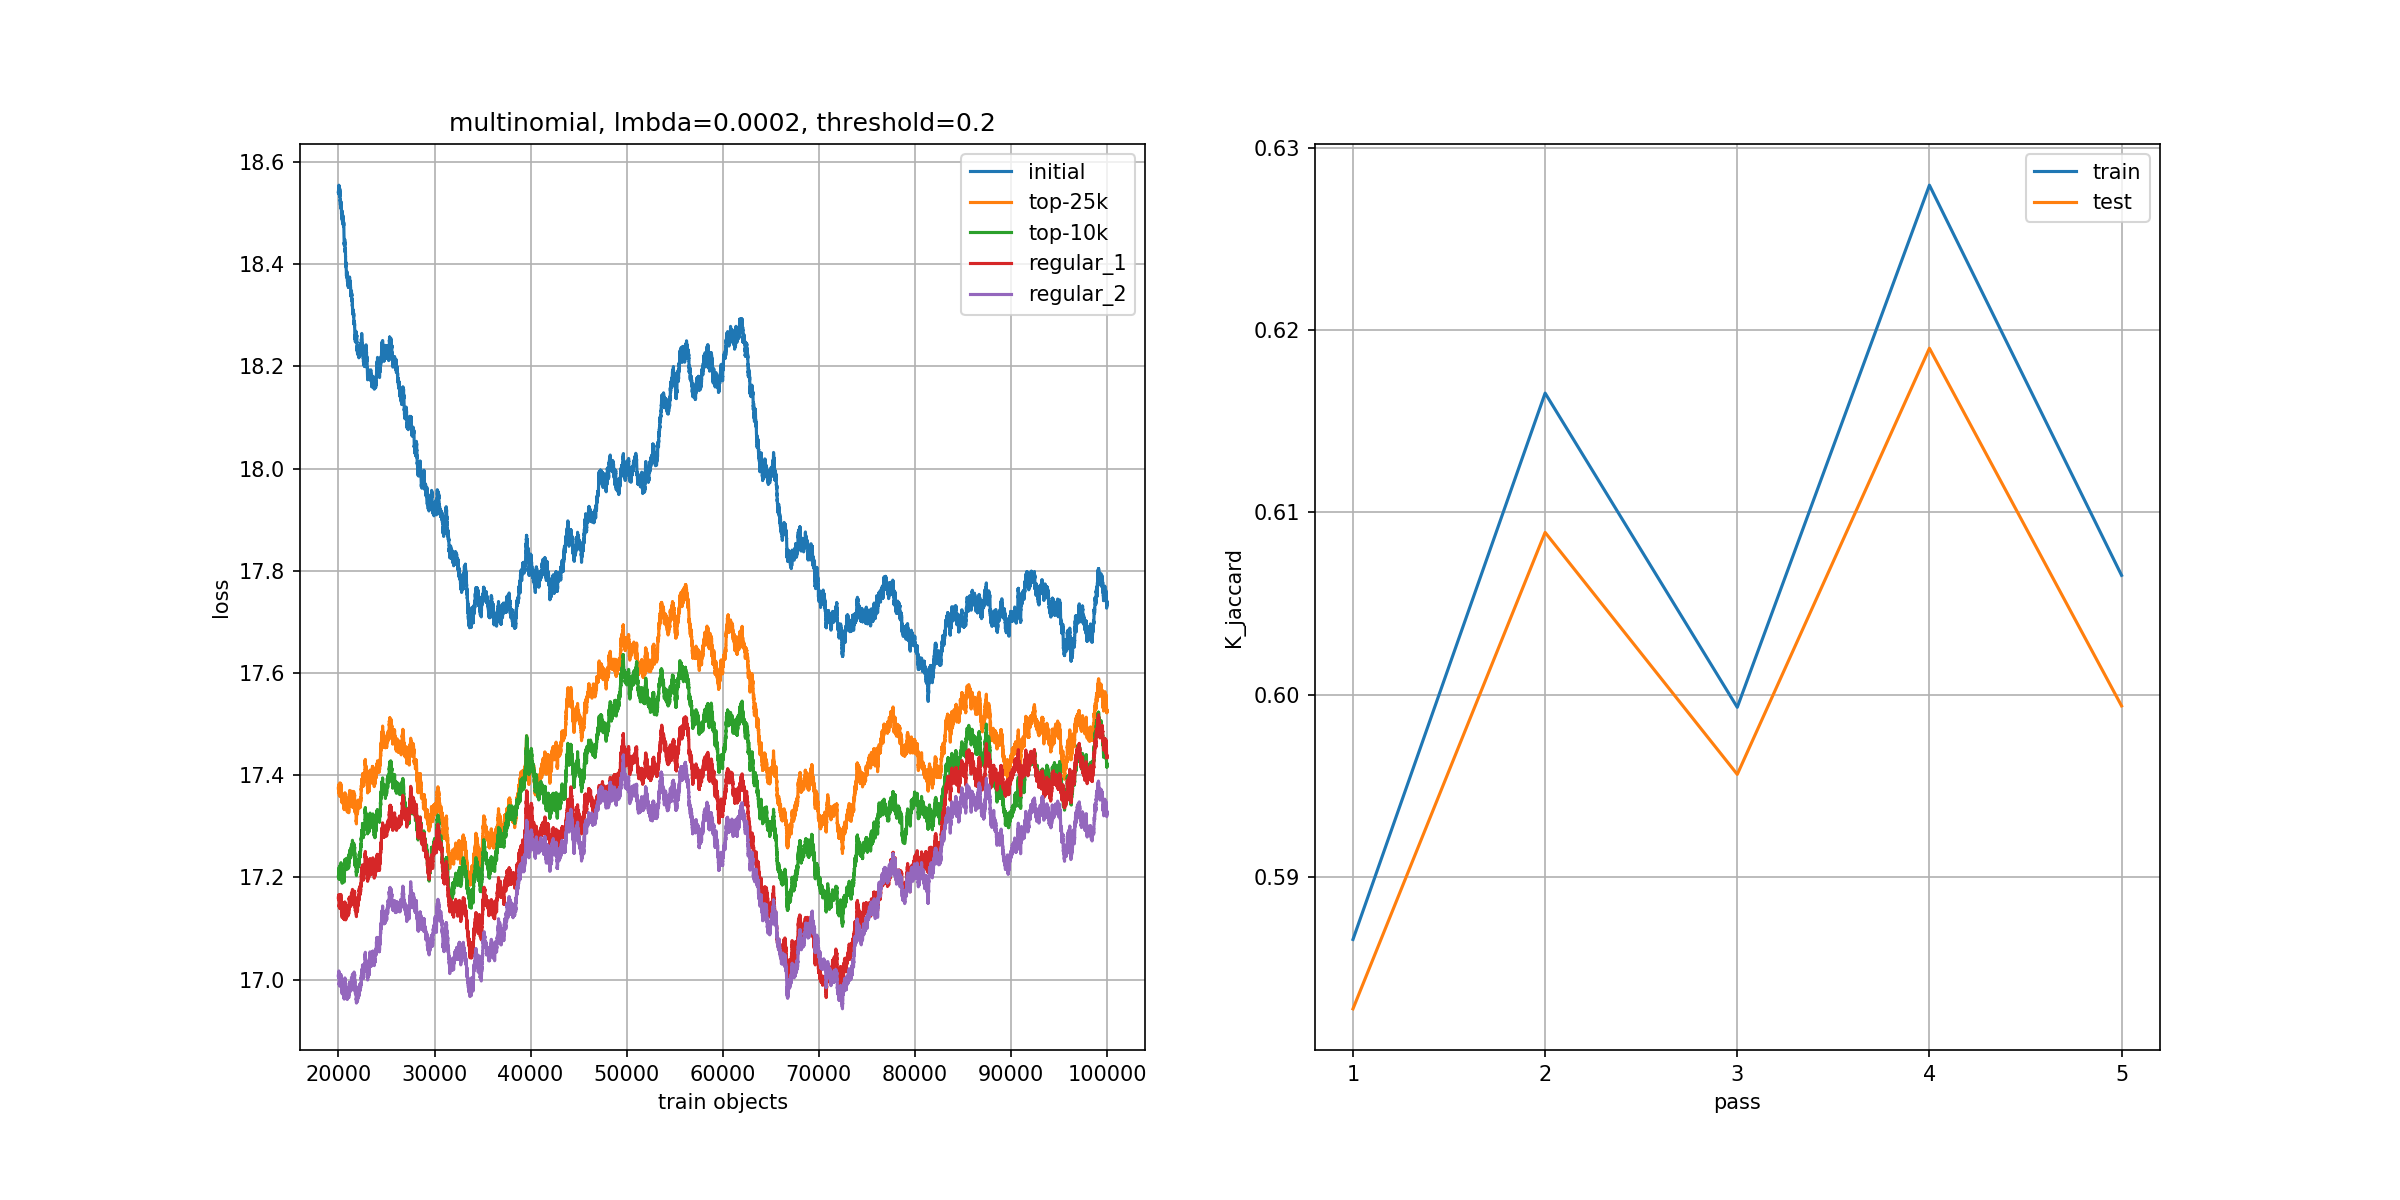 multinomial, lmbda=0.0002, threshold=0.2
loss
18.6
18.4
18.2
18.0
17.8
17.6
17.4
17.2
17.0
initial
top-25k
top-10k
regular_1
regular_2
20000 30000 40000 50000 60000 70000 80000 90000 100000
train objects
K_jaccard
0.63
0.62
0.61
0.60
0.59
train
test
1 2 3 4 5
pass